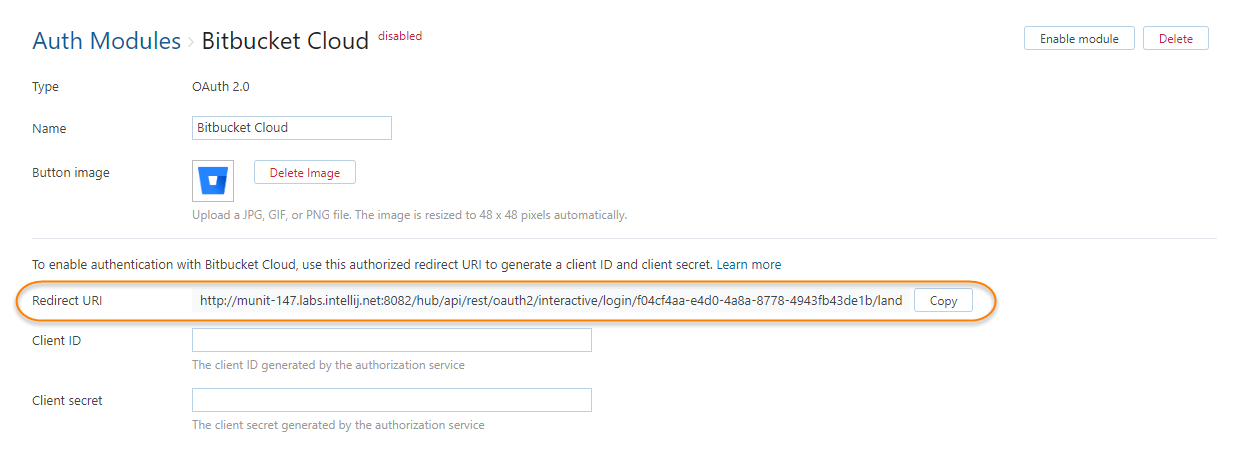 Auth Modules › Bitbucket Cloud disabled Enable module Delete
Type OAuth 2.0
Name Bitbucket Cloud
Button image Delete Image
Upload a JPG, GIF, or PNG file. The image is resized to 48 x 48 pixels automatically.
To enable authentication with Bitbucket Cloud, use this authorized redirect URI to generate a client ID and client secret. Learn more
Redirect URI http://munit-147.labs.intellij.net:8082/hub/api/rest/oauth2/interactive/login/f04cf4aa-e4d0-4a8a-8778-4943fb43de1b/land Copy
Client ID
The client ID generated by the authorization service
Client secret
The client secret generated by the authorization service